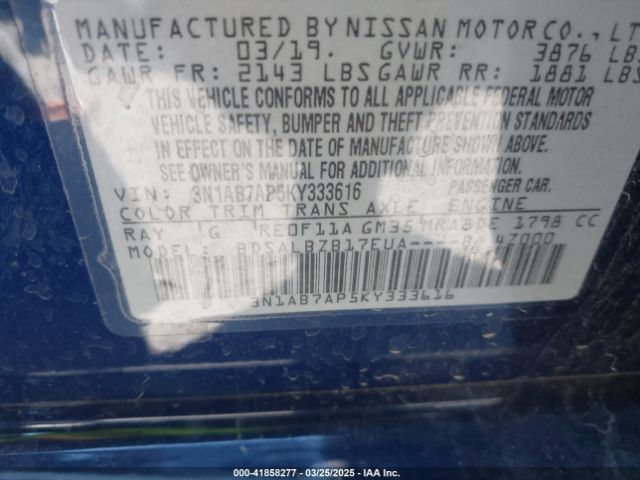 MANUFACTURED BY NISSAN MOTOR CO., LT
DATE: 03/19. GVWR: 3876 LBS
GAWR FR: 2143 LBS GAWR RR: 1881 LBS
THIS VEHICLE CONFORMS TO ALL APPLICABLE FEDERAL MOTOR
VEHICLE SAFETY, BUMPER AND THEFT PREVENTION STANDARDS
IN EFFECT ON THE DATE OF MANUFACTURE SHOWN ABOVE.
SEE OWNER'S MANUAL FOR ADDITIONAL INFORMATION.
VIN: 3N1AB7AP5KY333616 PASSENGER CAR.
COLOR TRIM TRANS AXLE ENGINE
RAY G RE0F11A GM35 MRA8DE 1798 CC
MODEL: BDSALBZB17EUA----
3N1AB7AP5KY333616
000-41858277 — 03/25/2025 — IAA Inc.